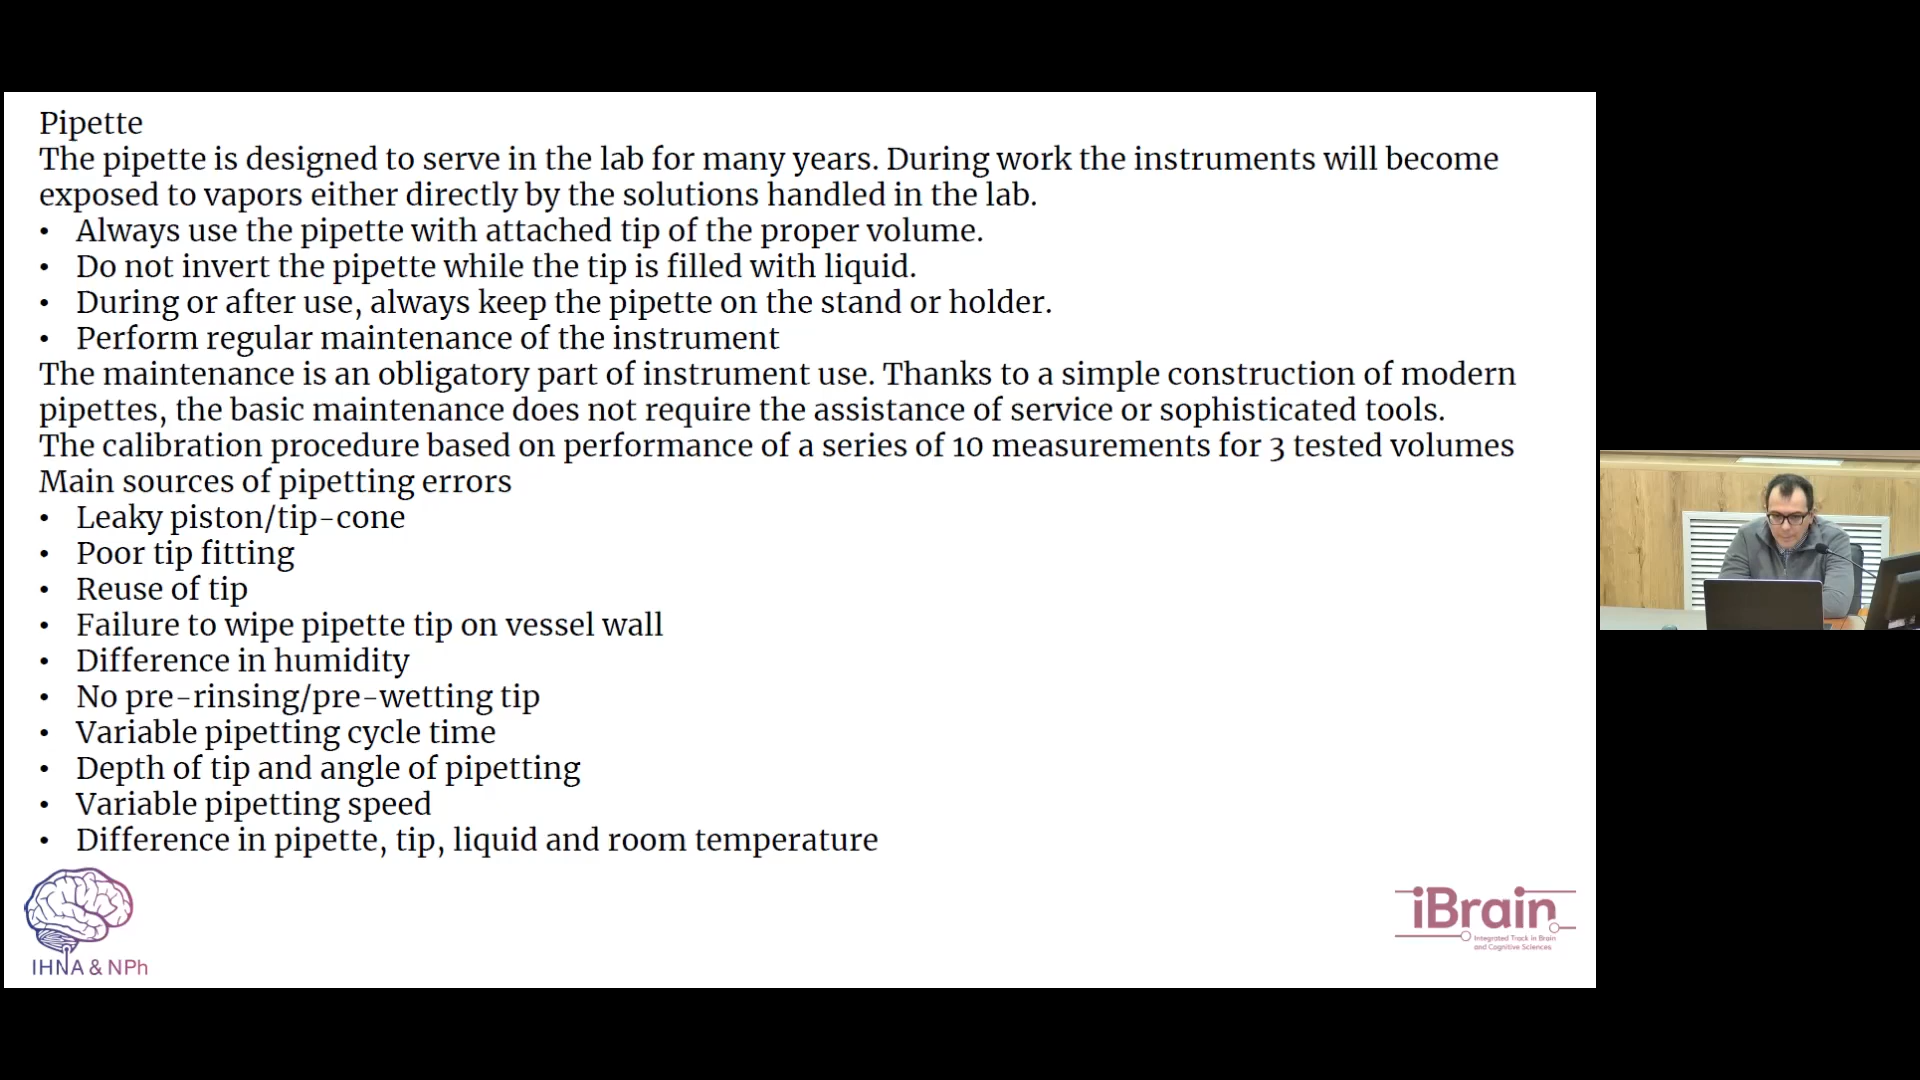 Pipette
The pipette is designed to serve in the lab for many years. During work the instruments will become
exposed to vapors either directly by the solutions handled in the lab.
• Always use the pipette with attached tip of the proper volume.
• Do not invert the pipette while the tip is filled with liquid.
• During or after use, always keep the pipette on the stand or holder.
• Perform regular maintenance of the instrument
The maintenance is an obligatory part of instrument use. Thanks to a simple construction of modern
pipettes, the basic maintenance does not require the assistance of service or sophisticated tools.
The calibration procedure based on performance of a series of 10 measurements for 3 tested volumes
Main sources of pipetting errors
• Leaky piston/tip-cone
• Poor tip fitting
• Reuse of tip
• Failure to wipe pipette tip on vessel wall
• Difference in humidity
• No pre-rinsing/pre-wetting tip
• Variable pipetting cycle time
• Depth of tip and angle of pipetting
• Variable pipetting speed
• Difference in pipette, tip, liquid and room temperature
IHNA & NPh
iBrain
Integrated Track in Brain
and Cognitive Sciences